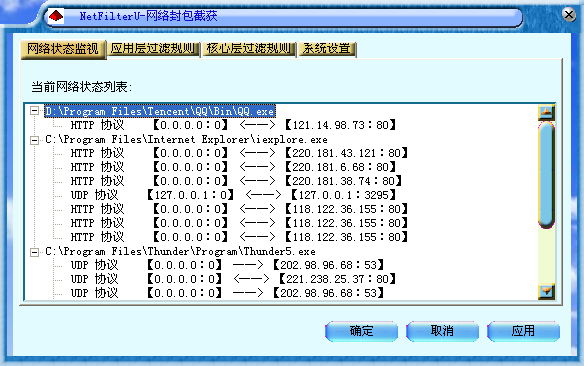 NetFilterU-网络封包截获
网络状态监视 应用层过滤规则 核心层过滤规则 系统设置
当前网络状态列表:
D:\Program Files\Tencent\QQ\Bin\QQ.exe
HTTP 协议 【0.0.0.0:0】 <——> 【121.14.98.73:80】
C:\Program Files\Internet Explorer\iexplore.exe
HTTP 协议 【0.0.0.0:0】 <——> 【220.181.43.121:80】
HTTP 协议 【0.0.0.0:0】 <——> 【220.181.6.68:80】
HTTP 协议 【0.0.0.0:0】 <——> 【220.181.38.74:80】
UDP 协议 【127.0.0.1:0】 <——> 【127.0.0.1:3295】
HTTP 协议 【0.0.0.0:0】 <——> 【118.122.36.155:80】
HTTP 协议 【0.0.0.0:0】 <——> 【118.122.36.155:80】
HTTP 协议 【0.0.0.0:0】 <——> 【118.122.36.155:80】
C:\Program Files\Thunder\Program\Thunder5.exe
UDP 协议 【0.0.0.0:0】 ——> 【202.98.96.68:53】
UDP 协议 【0.0.0.0:0】 <——> 【221.238.25.37:80】
UDP 协议 【0.0.0.0:0】 ——> 【202.98.96.68:53】
确定 取消 应用